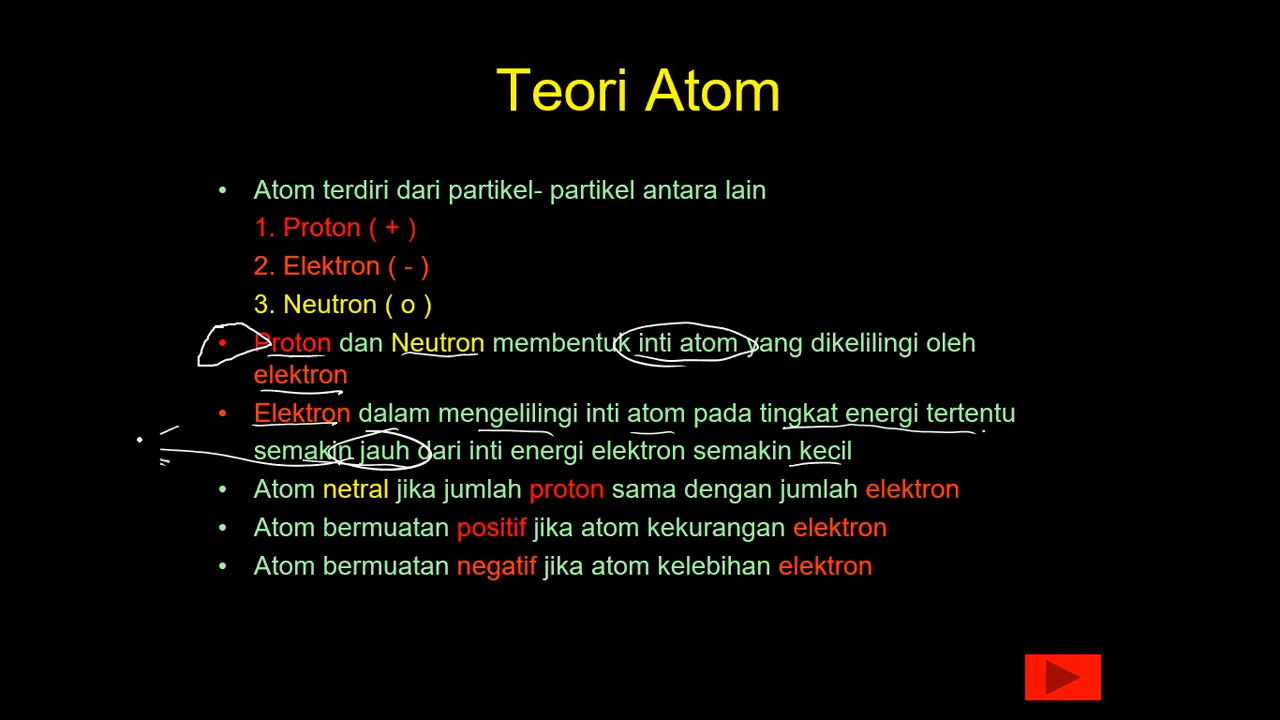 Teori Atom
• Atom terdiri dari partikel- partikel antara lain
1. Proton ( + )
2. Elektron ( - )
3. Neutron ( o )
• Proton dan Neutron membentuk inti atom yang dikelilingi oleh
elektron
• Elektron dalam mengelilingi inti atom pada tingkat energi tertentu
semakin jauh dari inti energi elektron semakin kecil
• Atom netral jika jumlah proton sama dengan jumlah elektron
• Atom bermuatan positif jika atom kekurangan elektron
• Atom bermuatan negatif jika atom kelebihan elektron